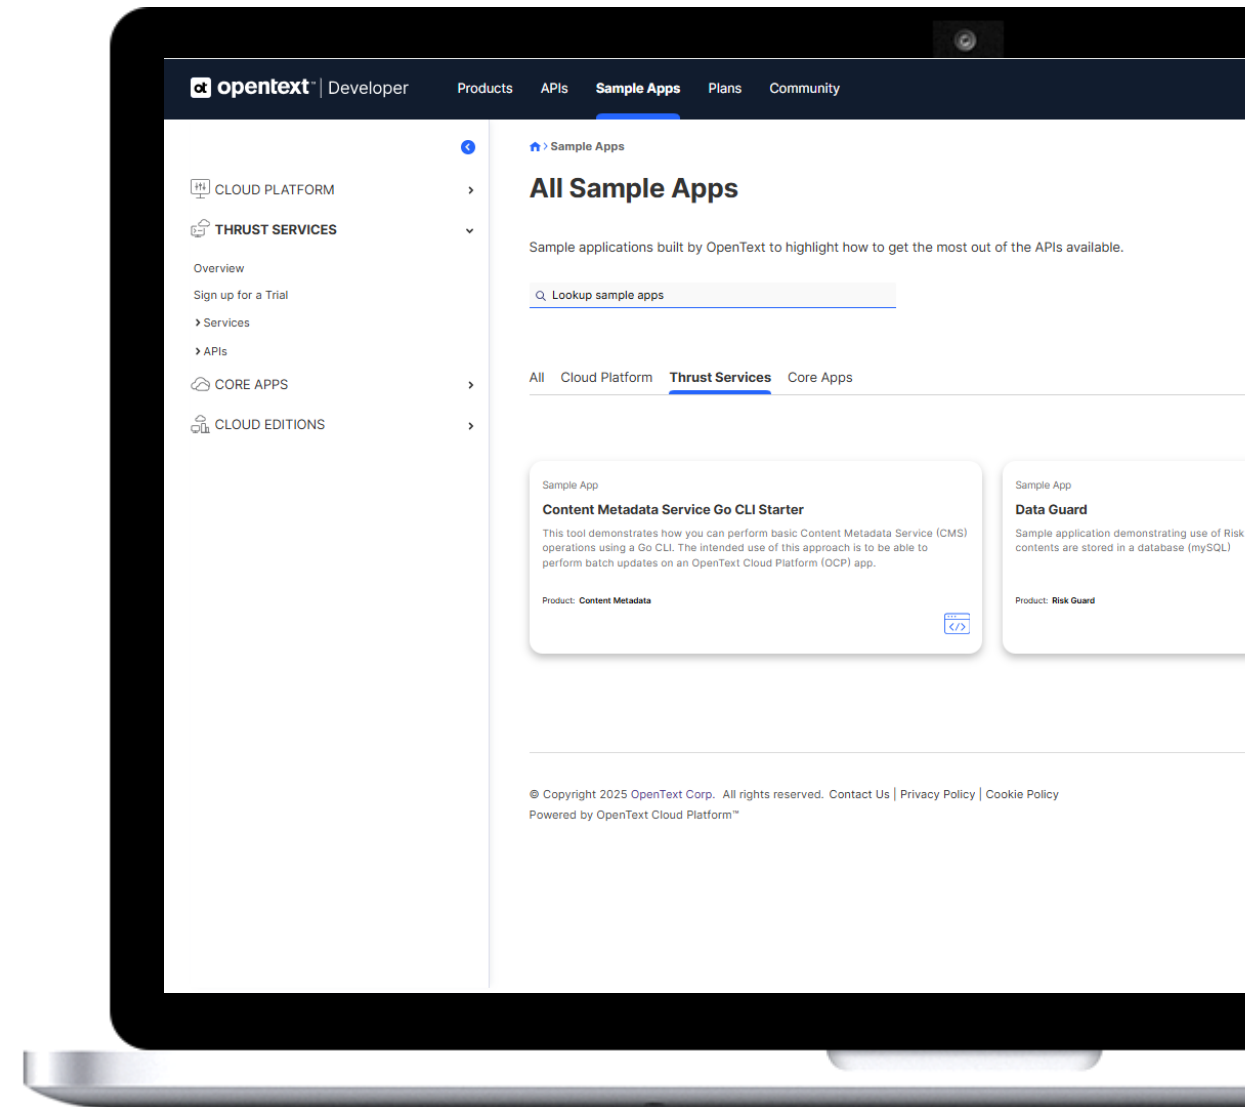 opentext™ | Developer
Products
APIs
Sample Apps
Plans
Community
CLOUD PLATFORM
THRUST SERVICES
Overview
Sign up for a Trial
Services
APIs
CORE APPS
CLOUD EDITIONS
Sample Apps
All Sample Apps
Sample applications built by OpenText to highlight how to get the most out of the APIs available.
Lookup sample apps
All
Cloud Platform
Thrust Services
Core Apps
Sample App
Content Metadata Service Go CLI Starter
This tool demonstrates how you can perform basic Content Metadata Service (CMS)
operations using a Go CLI. The intended use of this approach is to be able to
perform batch updates on an OpenText Cloud Platform (OCP) app.
Product: Content Metadata
Sample App
Data Guard
Sample application demonstrating use of Risk
contents are stored in a database (mySQL)
Product: Risk Guard
© Copyright 2025 OpenText Corp. All rights reserved. Contact Us | Privacy Policy | Cookie Policy
Powered by OpenText Cloud Platform™